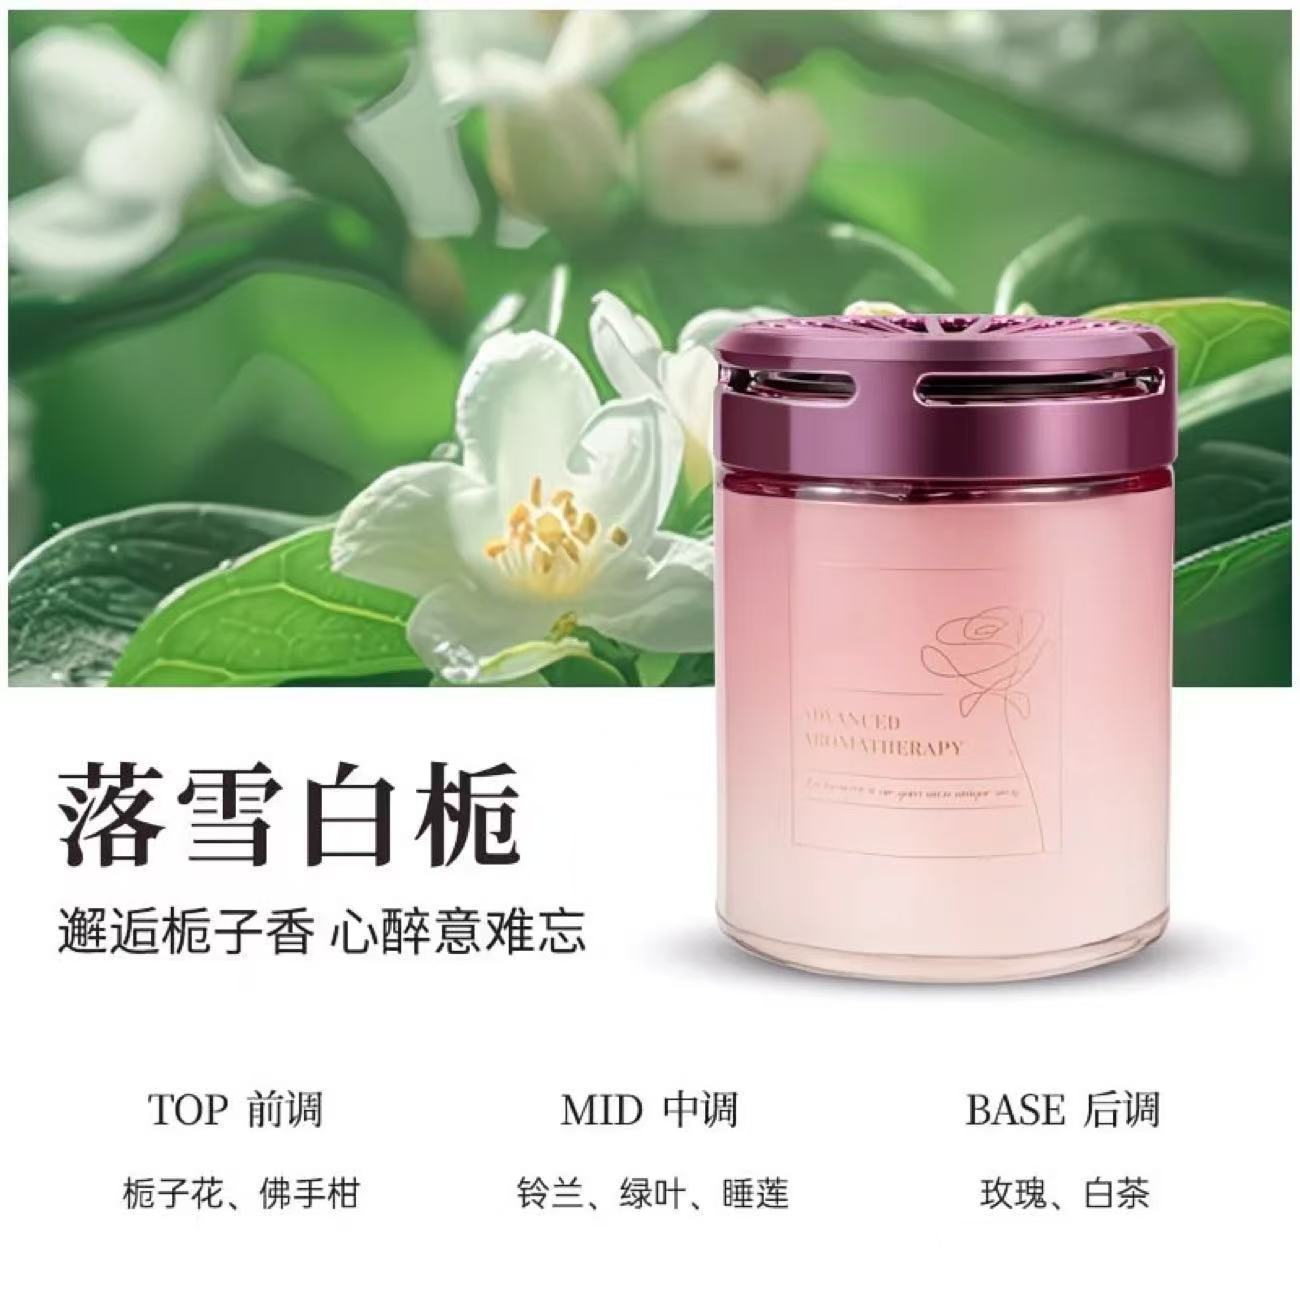 ADVANCED
AROMATHERAPY
落雪白栀
邂逅栀子香 心醉意难忘
TOP 前调
MID 中调
BASE 后调
栀子花、佛手柑
铃兰、绿叶、睡莲
玫瑰、白茶